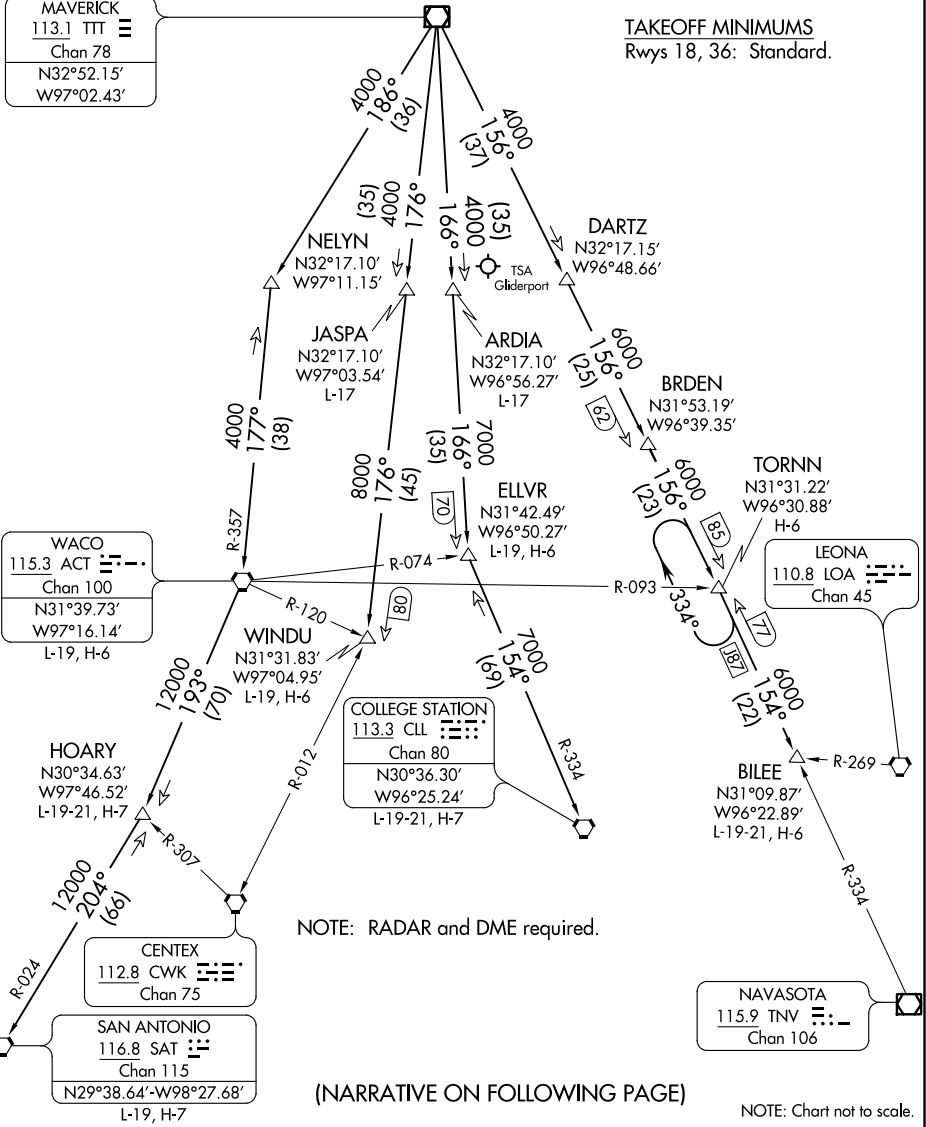 MAVERICK
113.1 TTT
Chan 78
N32°52.15'
W97°02.43'
TAKEOFF MINIMUMS
Rwys 18, 36: Standard.
4000
186°
(36)
(35)
4000
176°
(35)
4000
166°
4000
156°
(37)
NELYN
N32°17.10'
W97°11.15'
TSA
Gliderport
DARTZ
N32°17.15'
W96°48.66'
JASPA
N32°17.10'
W97°03.54'
L-17
ARDIA
N32°17.10'
W96°56.27'
L-17
6000
156°
(25)
62
BRDEN
N31°53.19'
W96°39.35'
4000
177°
(38)
R-357
8000
176°
(45)
7000
166°
(35)
70
ELLVR
N31°42.49'
W96°50.27'
L-19, H-6
6000
156°
(23)
85
TORNN
N31°31.22'
W96°30.88'
H-6
WACO
115.3 ACT
Chan 100
N31°39.73'
W97°16.14'
L-19, H-6
R-074
R-093
R-120
80
334°
J87
77
LEONA
110.8 LOA
Chan 45
WINDU
N31°31.83'
W97°04.95'
L-19, H-6
12000
193°
(70)
7000
154°
(69)
R-334
6000
154°
(22)
COLLEGE STATION
113.3 CLL
Chan 80
N30°36.30'
W96°25.24'
L-19-21, H-7
R-012
HOARY
N30°34.63'
W97°46.52'
L-19-21, H-7
R-307
R-269
BILEE
N31°09.87'
W96°22.89'
L-19-21, H-6
R-334
12000
204°
(66)
R-024
NOTE: RADAR and DME required.
CENTEX
112.8 CWK
Chan 75
NAVASOTA
115.9 TNV
Chan 106
SAN ANTONIO
116.8 SAT
Chan 115
N29°38.64'-W98°27.68'
L-19, H-7
(NARRATIVE ON FOLLOWING PAGE)
NOTE: Chart not to scale.